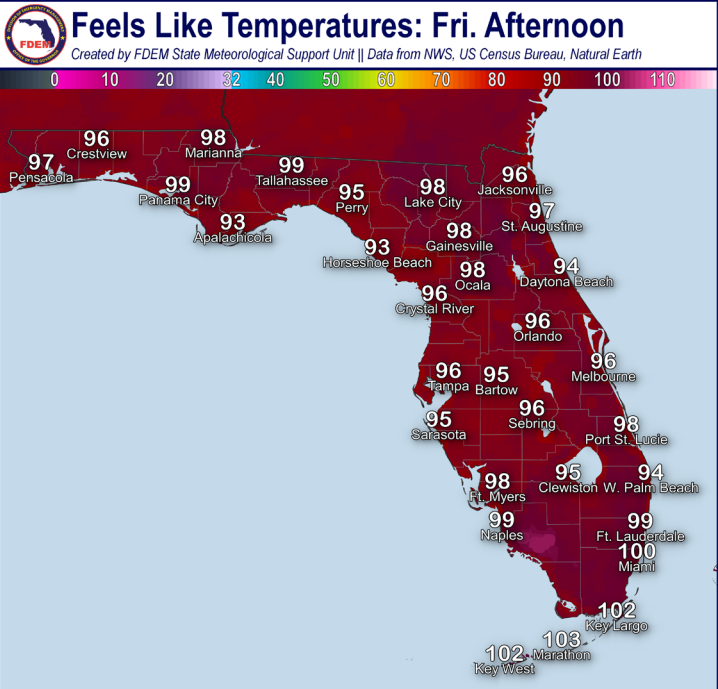 Feels Like Temperatures: Fri. Afternoon
Created by FDEM State Meteorological Support Unit || Data from NWS, US Census Bureau, Natural Earth
FDEM
0 10 20 32 40 50 60 70 80 90 100 110
96
Crestview
98
Marianna
97
Pensacola
99
Tallahassee
99
Panama City
95
Perry
98
Lake City
96
Jacksonville
93
Apalachicola
97
St. Augustine
98
Gainesville
93
Horseshoe Beach
98
Ocala
94
Daytona Beach
96
Crystal River
96
Orlando
96
Melbourne
96
Tampa
95
Bartow
96
Sebring
95
Sarasota
98
Port St. Lucie
95
Clewiston
94
W. Palm Beach
98
Ft. Myers
99
Naples
99
Ft. Lauderdale
100
Miami
102
Key Largo
103
Marathon
102
Key West